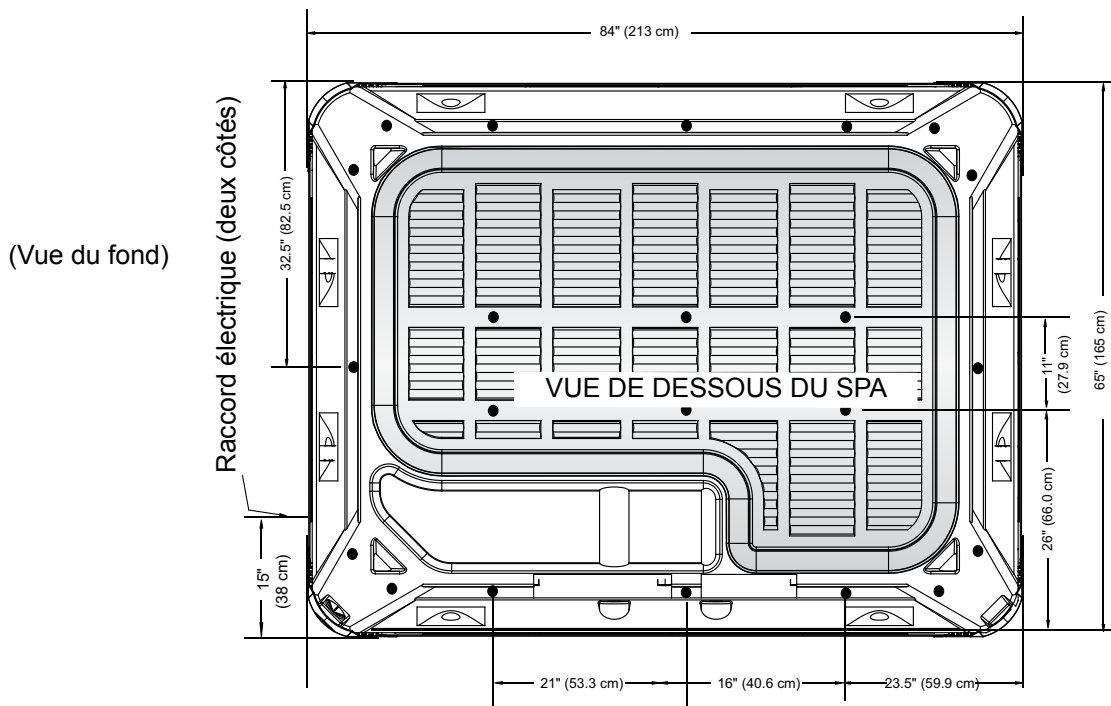 84" (213 cm)
32.5" (82.5 cm)
Raccord électrique (deux côtés)
(Vue du fond)
VUE DE DESSOUS DU SPA
11"
(27.9 cm)
65" (165 cm)
26" (66.0 cm)
15"
(38 cm)
21" (53.3 cm)
16" (40.6 cm)
23.5" (59.9 cm)